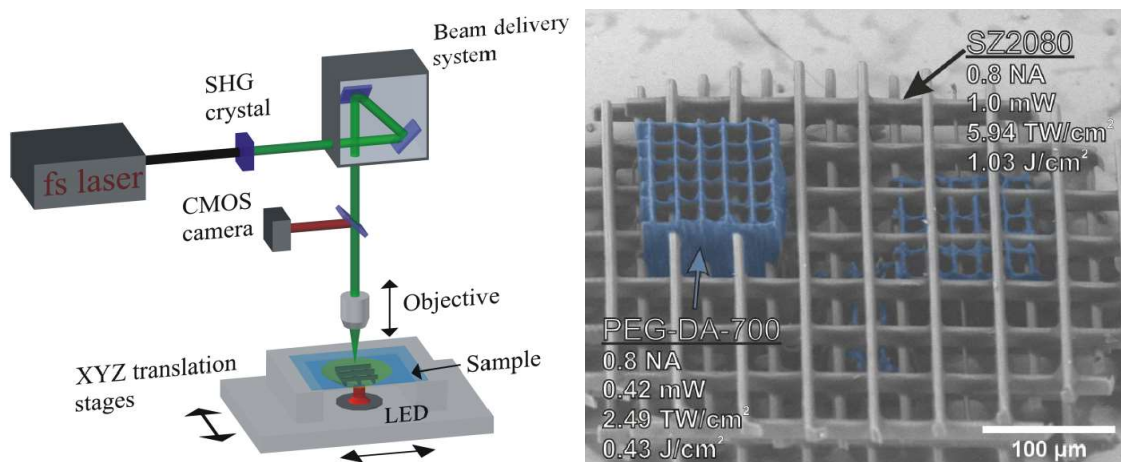 Beam delivery
system
SHG
crystal
fs laser
CMOS
camera
Objective
XYZ translation
stages
Sample
LED
SZ2080
0.8 NA
1.0 mW
5.94 TW/cm²
1.03 J/cm²
PEG-DA-700
0.8 NA
0.42 mW
2.49 TW/cm²
0.43 J/cm²
100 µm